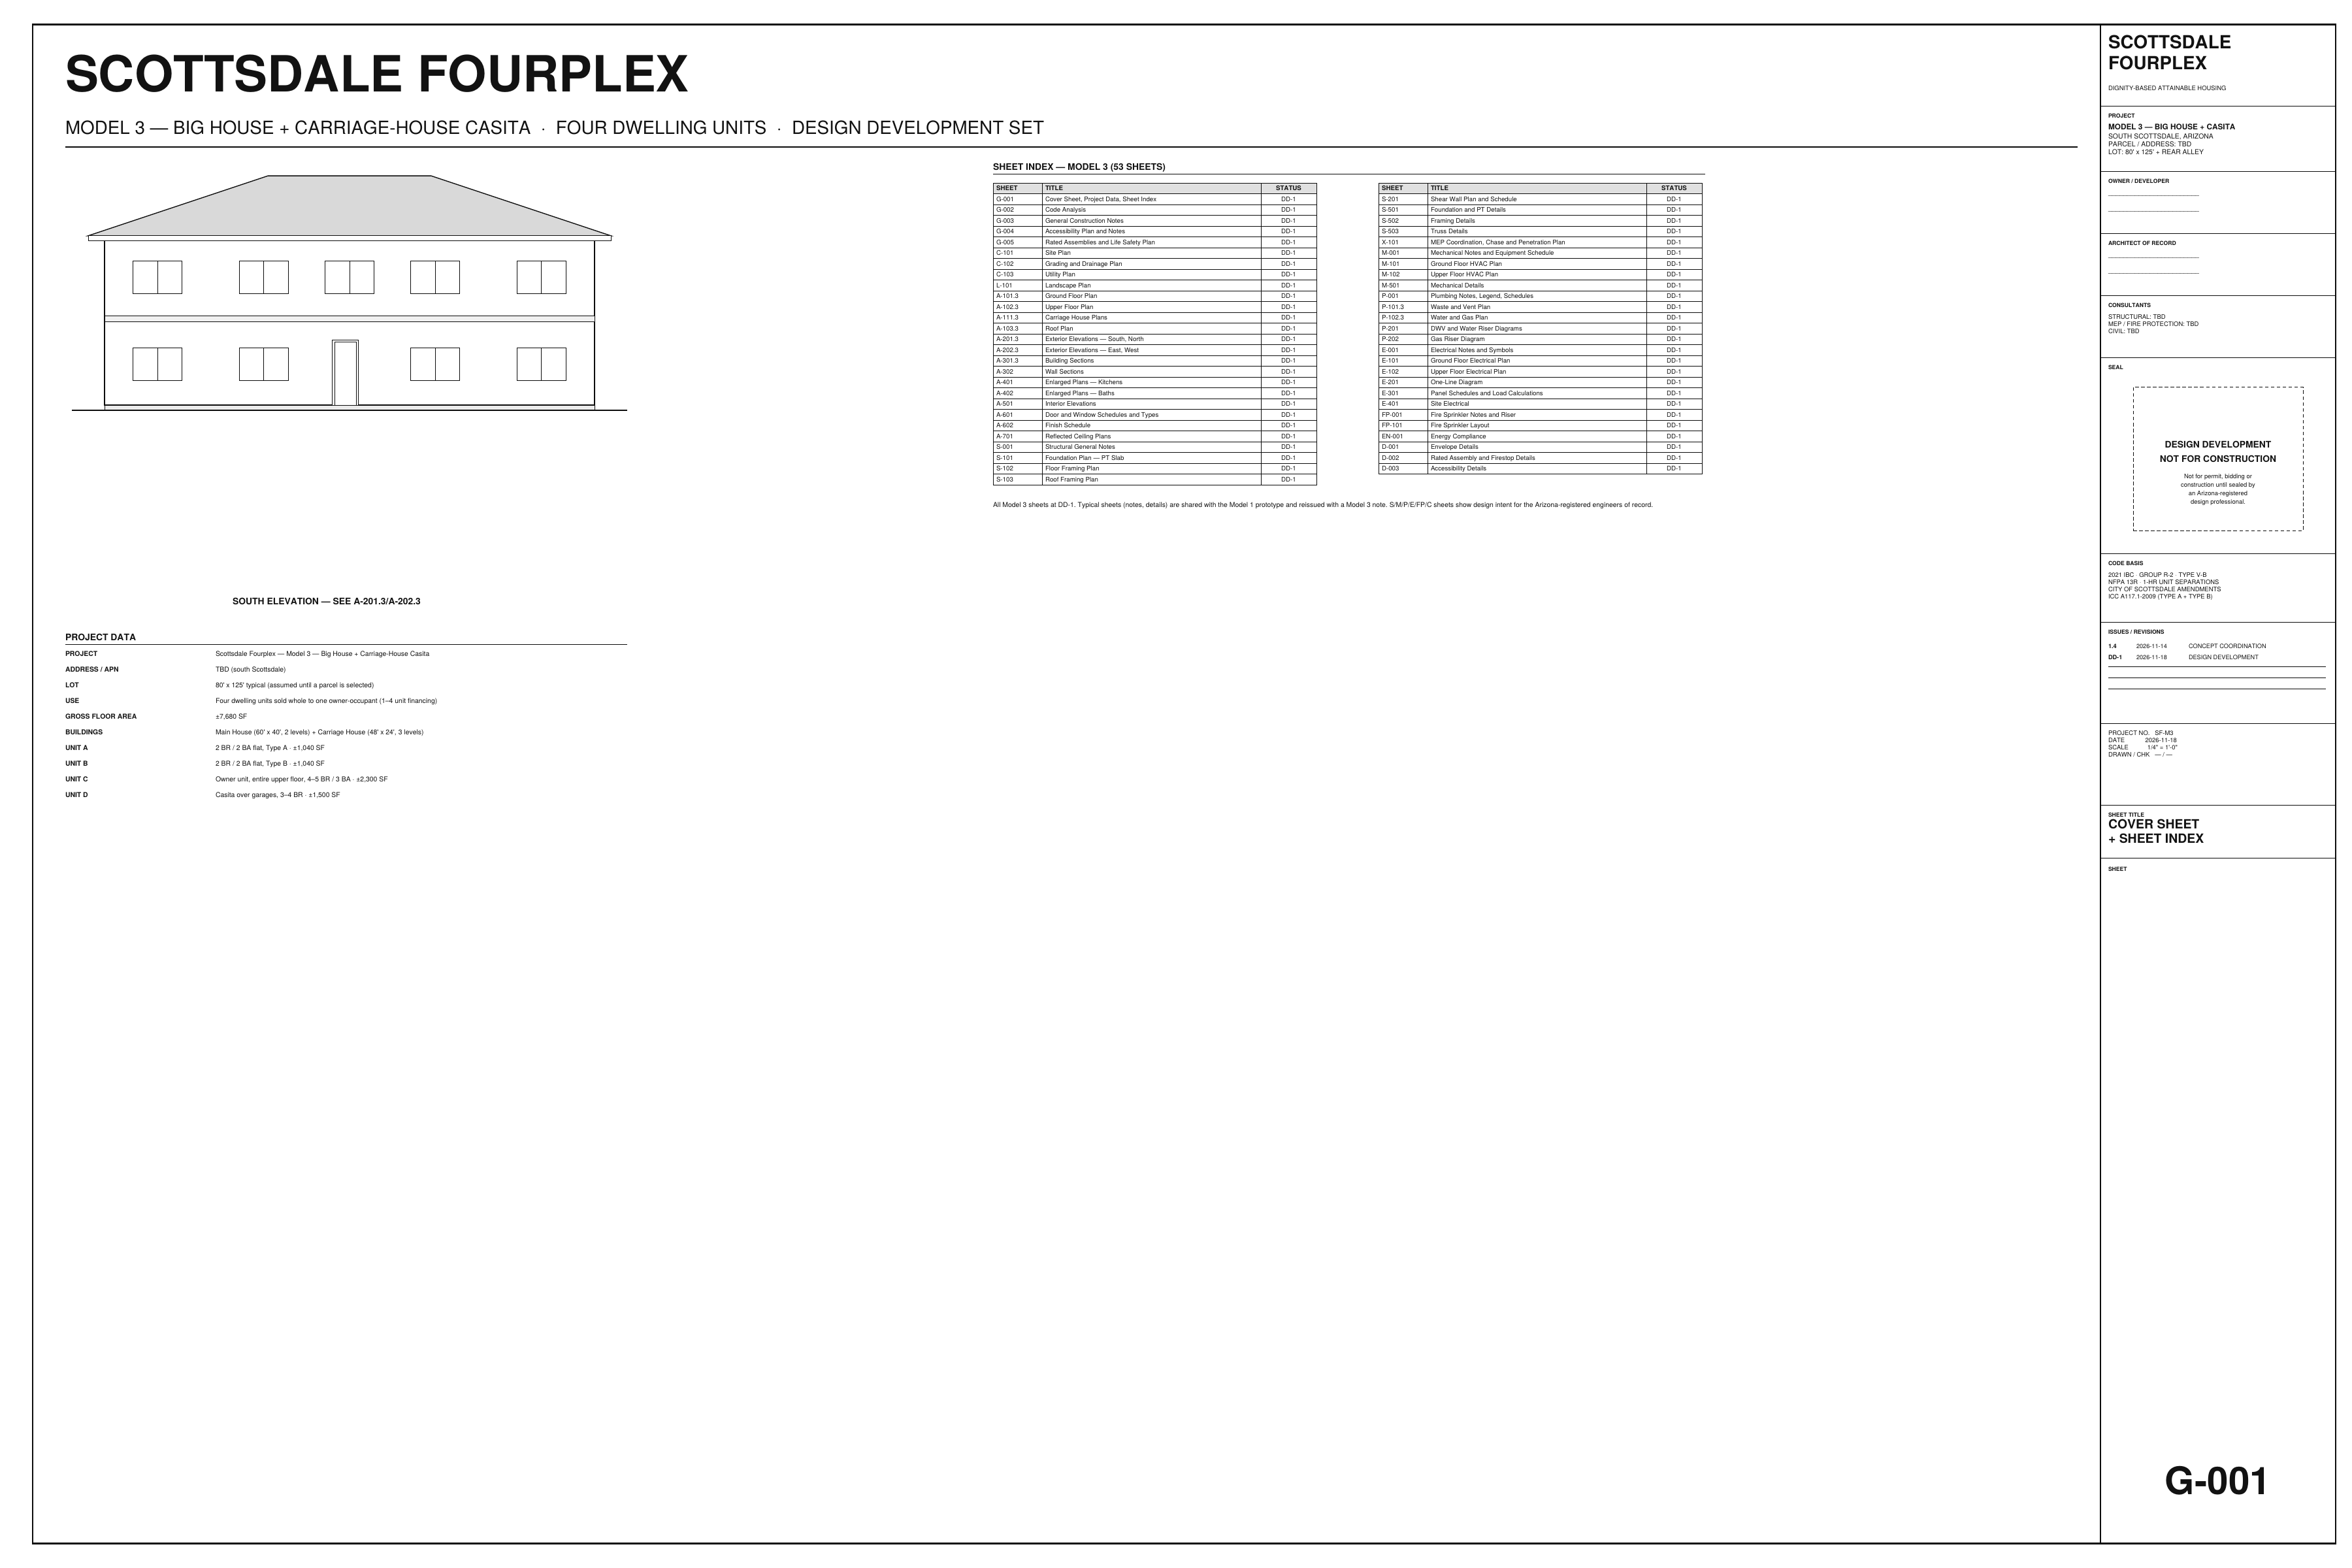 SCOTTSDALE FOURPLEX
MODEL 3 — BIG HOUSE + CARRIAGE-HOUSE CASITA · FOUR DWELLING UNITS · DESIGN DEVELOPMENT SET
SOUTH ELEVATION — SEE A-201.3/A-202.3
PROJECT DATA
PROJECT Scottsdale Fourplex — Model 3 — Big House + Carriage-House Casita
ADDRESS / APN TBD (south Scottsdale)
LOT 80' x 125' typical (assumed until a parcel is selected)
USE Four dwelling units sold whole to one owner-occupant (1–4 unit financing)
GROSS FLOOR AREA ±7,680 SF
BUILDINGS Main House (60' x 40', 2 levels) + Carriage House (48' x 24', 3 levels)
UNIT A 2 BR / 2 BA flat, Type A · ±1,040 SF
UNIT B 2 BR / 2 BA flat, Type B · ±1,040 SF
UNIT C Owner unit, entire upper floor, 4–5 BR / 3 BA · ±2,300 SF
UNIT D Casita over garages, 3–4 BR · ±1,500 SF
SHEET INDEX — MODEL 3 (53 SHEETS)
SHEET TITLE STATUS
G-001 Cover Sheet, Project Data, Sheet Index DD-1
G-002 Code Analysis DD-1
G-003 General Construction Notes DD-1
G-004 Accessibility Plan and Notes DD-1
G-005 Rated Assemblies and Life Safety Plan DD-1
C-101 Site Plan DD-1
C-102 Grading and Drainage Plan DD-1
C-103 Utility Plan DD-1
L-101 Landscape Plan DD-1
A-101.3 Ground Floor Plan DD-1
A-102.3 Upper Floor Plan DD-1
A-111.3 Carriage House Plans DD-1
A-103.3 Roof Plan DD-1
A-201.3 Exterior Elevations — South, North DD-1
A-202.3 Exterior Elevations — East, West DD-1
A-301.3 Building Sections DD-1
A-302 Wall Sections DD-1
A-401 Enlarged Plans — Kitchens DD-1
A-402 Enlarged Plans — Baths DD-1
A-501 Interior Elevations DD-1
A-601 Door and Window Schedules and Types DD-1
A-602 Finish Schedule DD-1
A-701 Reflected Ceiling Plans DD-1
S-001 Structural General Notes DD-1
S-101 Foundation Plan — PT Slab DD-1
S-102 Floor Framing Plan DD-1
S-103 Roof Framing Plan DD-1
SHEET TITLE STATUS
S-201 Shear Wall Plan and Schedule DD-1
S-501 Foundation and PT Details DD-1
S-502 Framing Details DD-1
S-503 Truss Details DD-1
X-101 MEP Coordination, Chase and Penetration Plan DD-1
M-001 Mechanical Notes and Equipment Schedule DD-1
M-101 Ground Floor HVAC Plan DD-1
M-102 Upper Floor HVAC Plan DD-1
M-501 Mechanical Details DD-1
P-001 Plumbing Notes, Legend, Schedules DD-1
P-101.3 Waste and Vent Plan DD-1
P-102.3 Water and Gas Plan DD-1
P-201 DWV and Water Riser Diagrams DD-1
P-202 Gas Riser Diagram DD-1
E-001 Electrical Notes and Symbols DD-1
E-101 Ground Floor Electrical Plan DD-1
E-102 Upper Floor Electrical Plan DD-1
E-201 One-Line Diagram DD-1
E-301 Panel Schedules and Load Calculations DD-1
E-401 Site Electrical DD-1
FP-001 Fire Sprinkler Notes and Riser DD-1
FP-101 Fire Sprinkler Layout DD-1
EN-001 Energy Compliance DD-1
D-001 Envelope Details DD-1
D-002 Rated Assembly and Firestop Details DD-1
D-003 Accessibility Details DD-1
All Model 3 sheets at DD-1. Typical sheets (notes, details) are shared with the Model 1 prototype and reissued with a Model 3 note. S/M/P/E/FP/C sheets show design intent for the Arizona-registered engineers of record.
SCOTTSDALE
FOURPLEX
DIGNITY-BASED ATTAINABLE HOUSING
PROJECT
MODEL 3 — BIG HOUSE + CASITA
SOUTH SCOTTSDALE, ARIZONA
PARCEL / ADDRESS: TBD
LOT: 80' x 125' + REAR ALLEY
OWNER / DEVELOPER
ARCHITECT OF RECORD
CONSULTANTS
STRUCTURAL: TBD
MEP / FIRE PROTECTION: TBD
CIVIL: TBD
SEAL
DESIGN DEVELOPMENT
NOT FOR CONSTRUCTION
Not for permit, bidding or
construction until sealed by
an Arizona-registered
design professional.
CODE BASIS
2021 IBC · GROUP R-2 · TYPE V-B
NFPA 13R · 1-HR UNIT SEPARATIONS
CITY OF SCOTTSDALE AMENDMENTS
ICC A117.1-2009 (TYPE A + TYPE B)
ISSUES / REVISIONS
1.4 2026-11-14 CONCEPT COORDINATION
DD-1 2026-11-18 DESIGN DEVELOPMENT
PROJECT NO. SF-M3
DATE 2026-11-18
SCALE 1/4" = 1'-0"
DRAWN / CHK — / —
SHEET TITLE
COVER SHEET
+ SHEET INDEX
SHEET
G-001